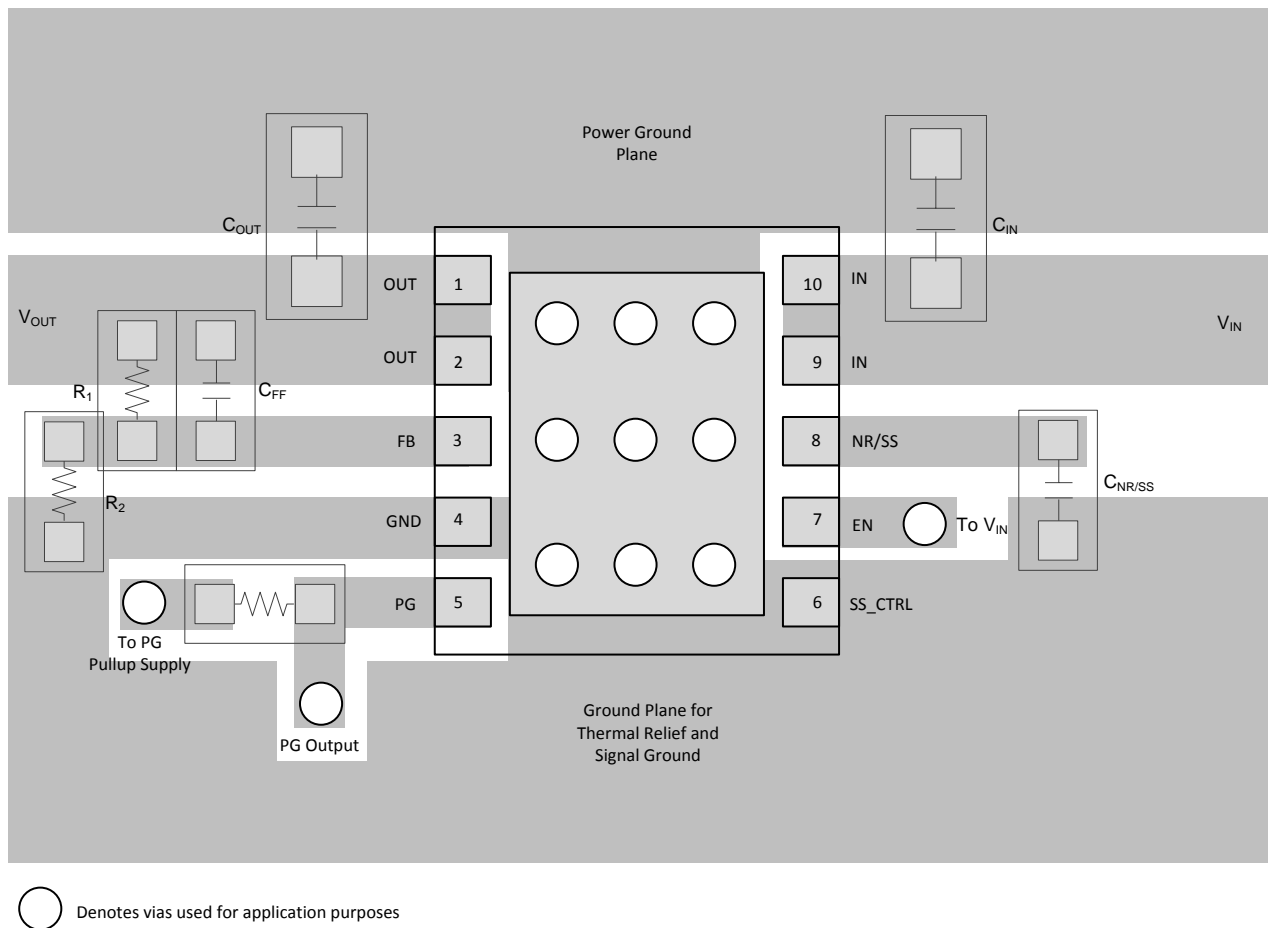 Power Ground
Plane
COUT
CIN
OUT
1
10
IN
VOUT
VIN
OUT
2
9
IN
R1
CFF
FB
3
8
NR/SS
CNR/SS
R2
GND
4
7
EN
To VIN
PG
5
6
SS_CTRL
To PG
Pullup Supply
PG Output
Ground Plane for
Thermal Relief and
Signal Ground
Denotes vias used for application purposes